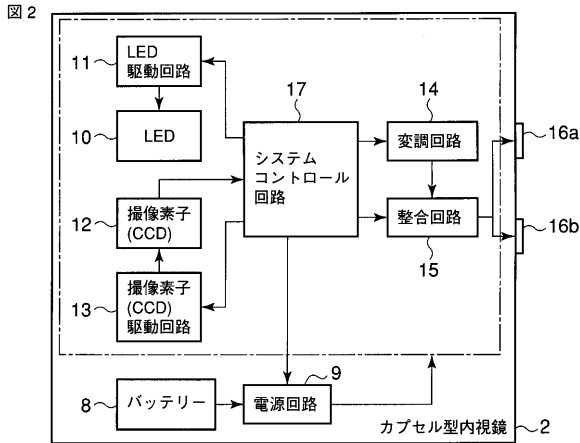 図2
11
LED
駆動回路
10
LED
17
システム
コントロール
回路
14
変調回路
16a
12
撮像素子
(CCD)
整合回路
15
16b
13
撮像素子
(CCD)
駆動回路
8
バッテリー
9
電源回路
カプセル型内視鏡
2